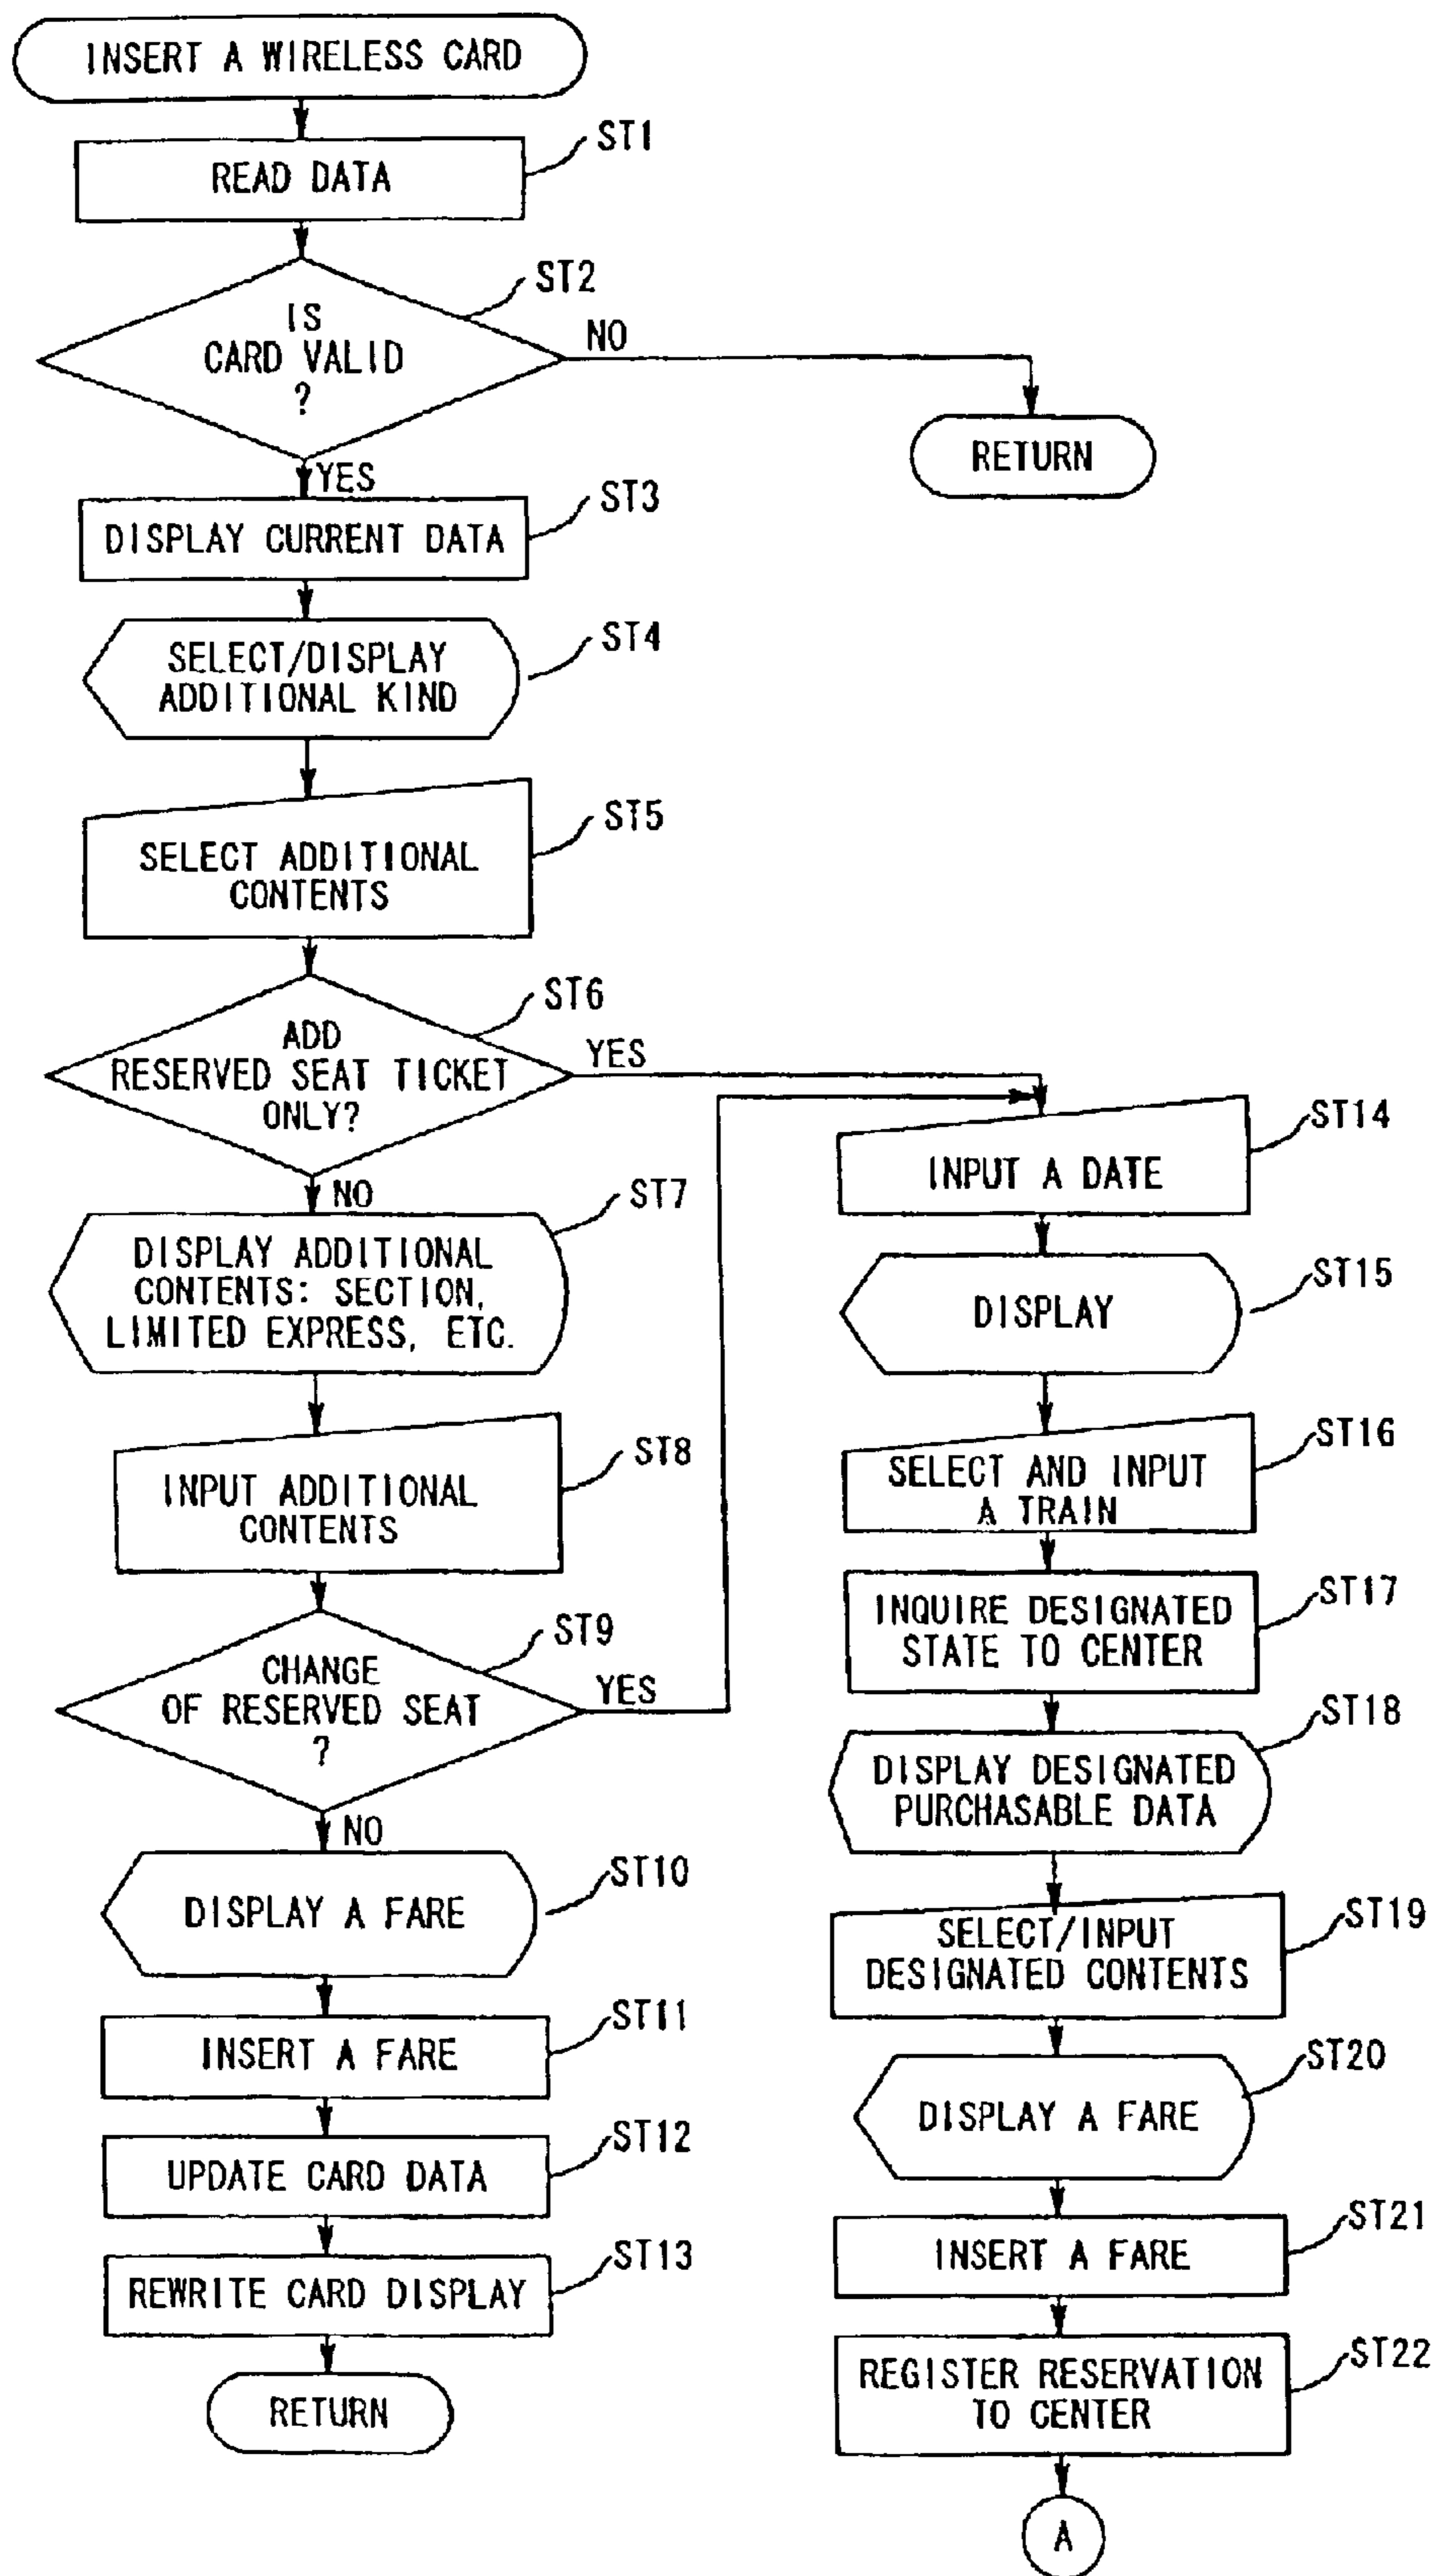 INSERT A WIRELESS CARD
ST1
READ DATA
ST2
IS
CARD VALID
?
NO
RETURN
YES
ST3
DISPLAY CURRENT DATA
ST4
SELECT/DISPLAY
ADDITIONAL KIND
ST5
SELECT ADDITIONAL
CONTENTS
ST6
ADD
RESERVED SEAT TICKET
ONLY?
YES
NO
ST7
DISPLAY ADDITIONAL
CONTENTS: SECTION,
LIMITED EXPRESS, ETC.
ST8
INPUT ADDITIONAL
CONTENTS
ST9
CHANGE
OF RESERVED SEAT
?
YES
NO
ST10
DISPLAY A FARE
ST11
INSERT A FARE
ST12
UPDATE CARD DATA
ST13
REWRITE CARD DISPLAY
RETURN
ST14
INPUT A DATE
ST15
DISPLAY
ST16
SELECT AND INPUT
A TRAIN
ST17
INQUIRE DESIGNATED
STATE TO CENTER
ST18
DISPLAY DESIGNATED
PURCHASABLE DATA
ST19
SELECT/INPUT
DESIGNATED CONTENTS
ST20
DISPLAY A FARE
ST21
INSERT A FARE
ST22
REGISTER RESERVATION
TO CENTER
A